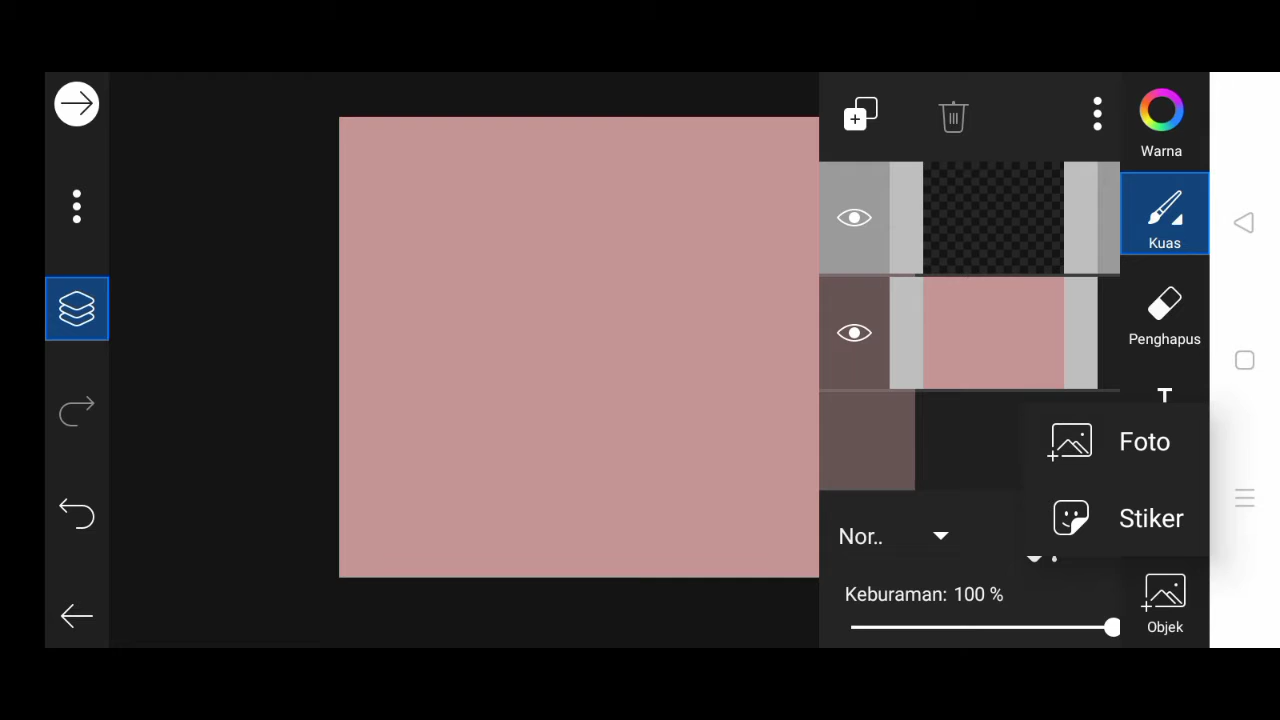 Warna
Kuas
Penghapus
T
Foto
Stiker
Nor..
Keburaman: 100 %
Objek